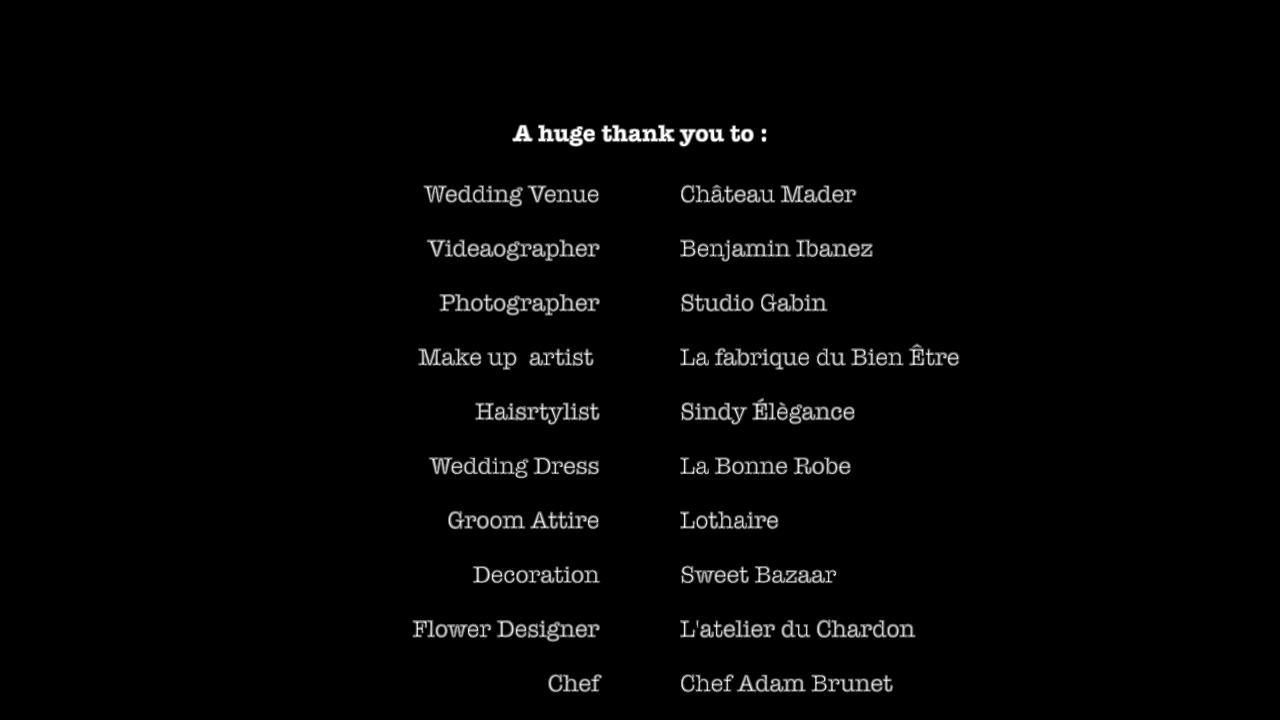 A huge thank you to :
Wedding Venue Château Mader
Videaographer Benjamin Ibanez
Photographer Studio Gabin
Make up  artist La fabrique du Bien Être
Haisrtylist Sindy Élègance
Wedding Dress La Bonne Robe
Groom Attire Lothaire
Decoration Sweet Bazaar
Flower Designer L'atelier du Chardon
Chef Chef Adam Brunet